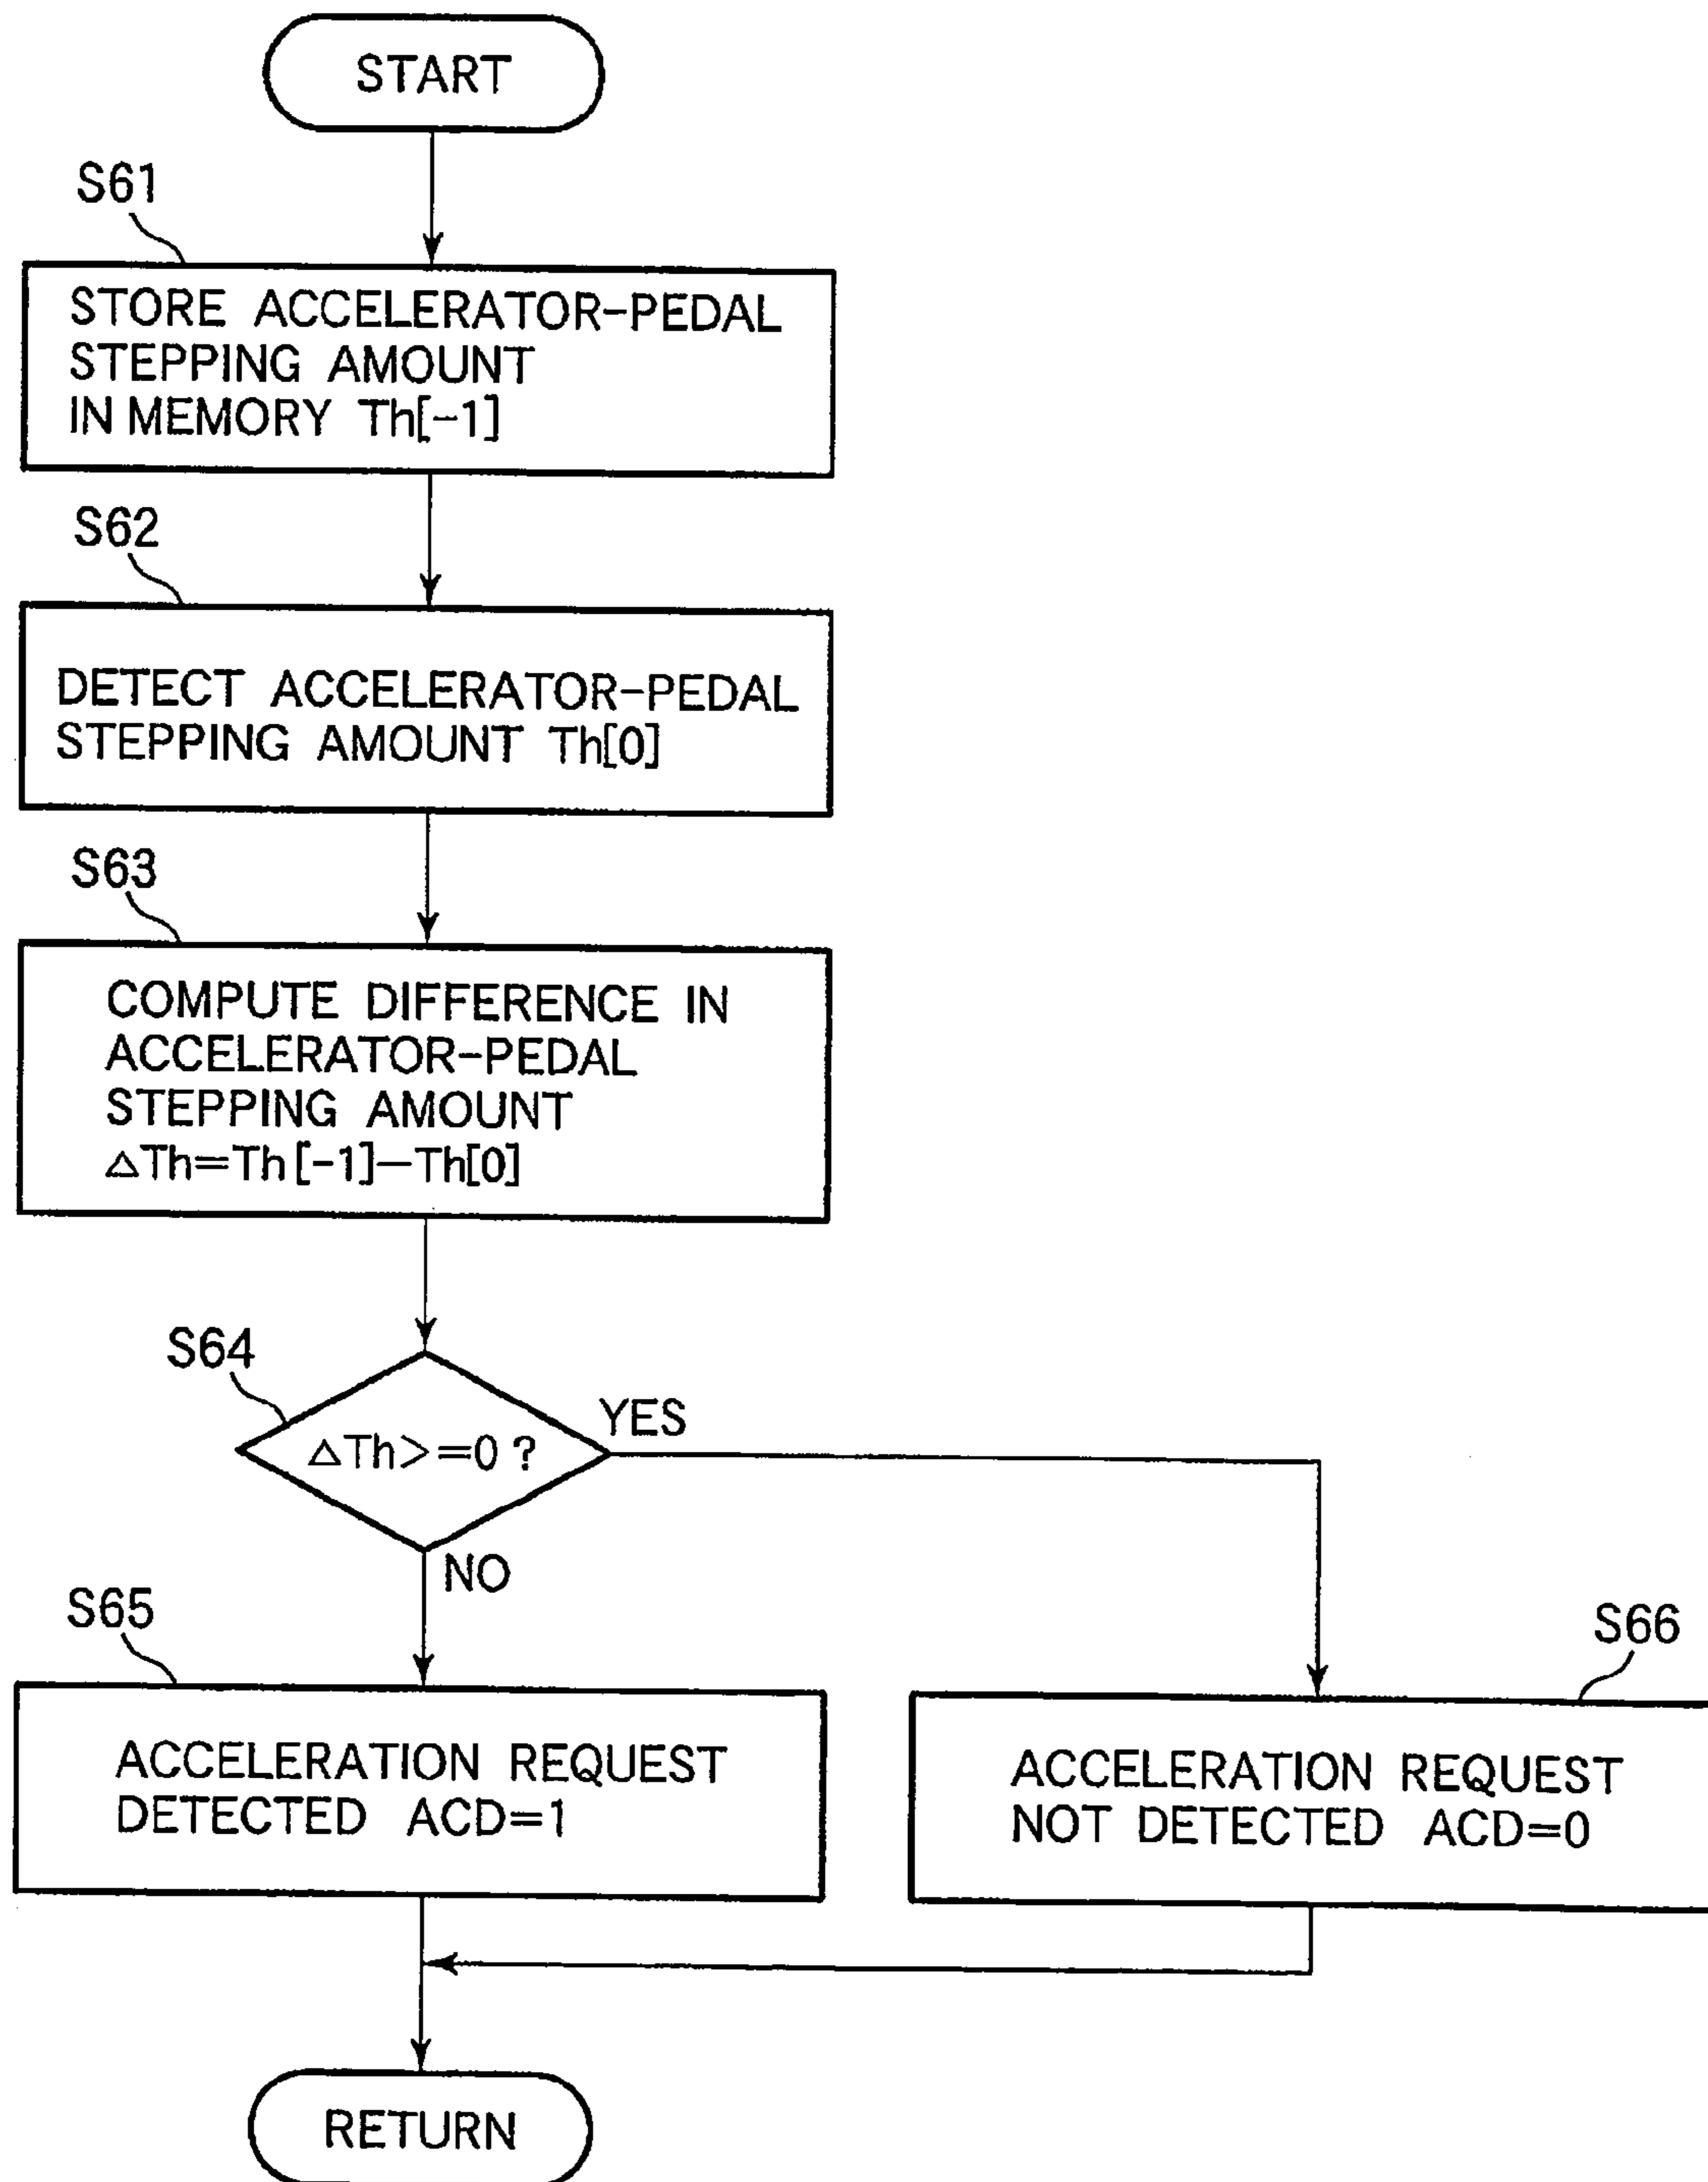 START
S61
STORE ACCELERATOR-PEDAL
STEPPING AMOUNT
IN MEMORY Th[-1]
S62
DETECT ACCELERATOR-PEDAL
STEPPING AMOUNT Th[0]
S63
COMPUTE DIFFERENCE IN
ACCELERATOR-PEDAL
STEPPING AMOUNT
△Th=Th[-1]-Th[0]
S64
△Th>=0?
YES
NO
S65
ACCELERATION REQUEST
DETECTED ACD=1
S66
ACCELERATION REQUEST
NOT DETECTED ACD=0
RETURN